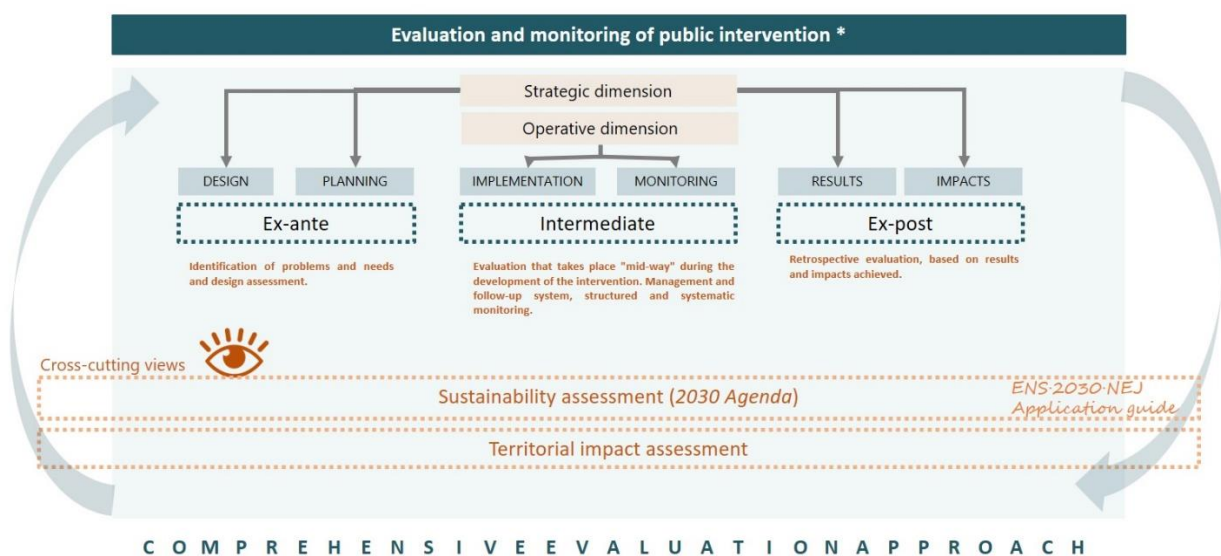 Evaluation and monitoring of public intervention *
Strategic dimension
Operative dimension
DESIGN
PLANNING
IMPLEMENTATION
MONITORING
RESULTS
IMPACTS
Ex-ante
Intermediate
Ex-post
Identification of problems and needs
and design assessment.
Evaluation that takes place "mid-way" during the
development of the intervention. Management and
follow-up system, structured and systematic
monitoring.
Retrospective evaluation, based on results
and impacts achieved.
Cross-cutting views
Sustainability assessment (2030 Agenda)
ENS·2030·NEJ
Application guide
Territorial impact assessment
C O M P R E H E N S I V E E V A L U A T I O N A P P R O A C H